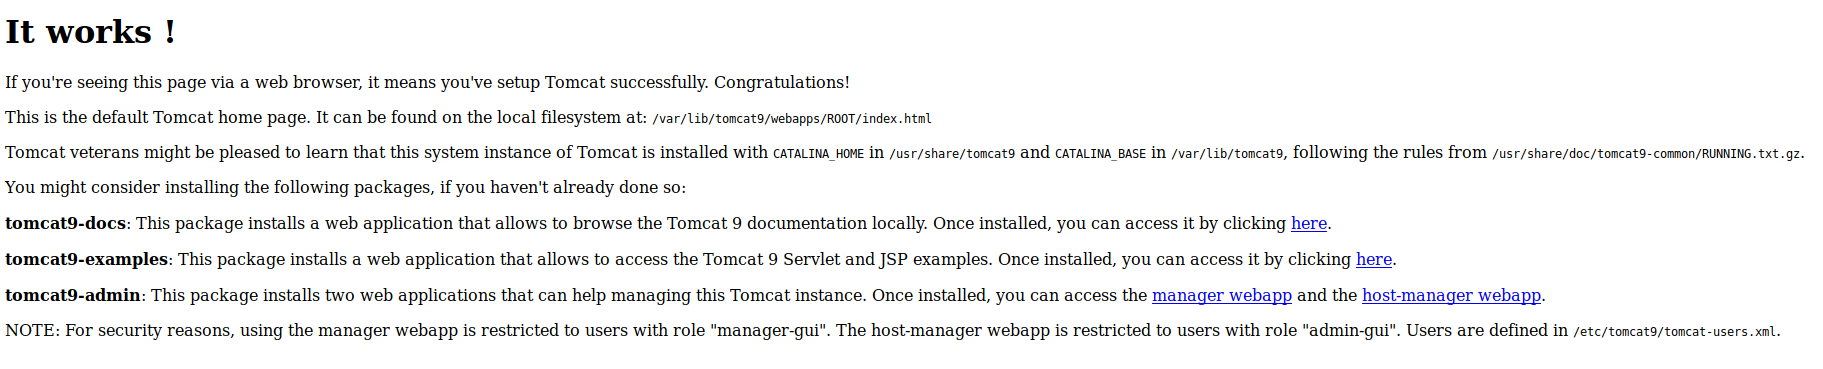 It works !
If you're seeing this page via a web browser, it means you've setup Tomcat successfully. Congratulations!
This is the default Tomcat home page. It can be found on the local filesystem at: /var/lib/tomcat9/webapps/ROOT/index.html
Tomcat veterans might be pleased to learn that this system instance of Tomcat is installed with CATALINA_HOME in /usr/share/tomcat9 and CATALINA_BASE in /var/lib/tomcat9, following the rules from /usr/share/doc/tomcat9-common/RUNNING.txt.gz.
You might consider installing the following packages, if you haven't already done so:
tomcat9-docs: This package installs a web application that allows to browse the Tomcat 9 documentation locally. Once installed, you can access it by clicking here.
tomcat9-examples: This package installs a web application that allows to access the Tomcat 9 Servlet and JSP examples. Once installed, you can access it by clicking here.
tomcat9-admin: This package installs two web applications that can help managing this Tomcat instance. Once installed, you can access the manager webapp and the host-manager webapp.
NOTE: For security reasons, using the manager webapp is restricted to users with role "manager-gui". The host-manager webapp is restricted to users with role "admin-gui". Users are defined in /etc/tomcat9/tomcat-users.xml.